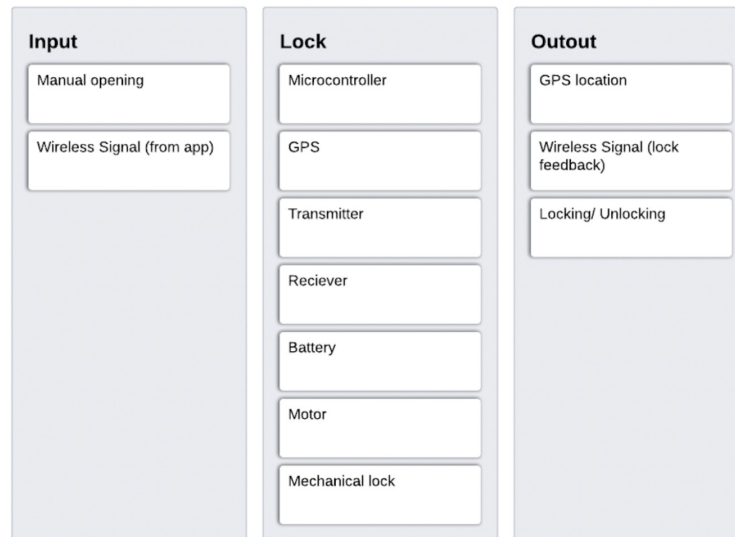 Input
Manual opening
Wireless Signal (from app)
Lock
Microcontroller
GPS
Transmitter
Reciever
Battery
Motor
Mechanical lock
Outout
GPS location
Wireless Signal (lock
feedback)
Locking/ Unlocking